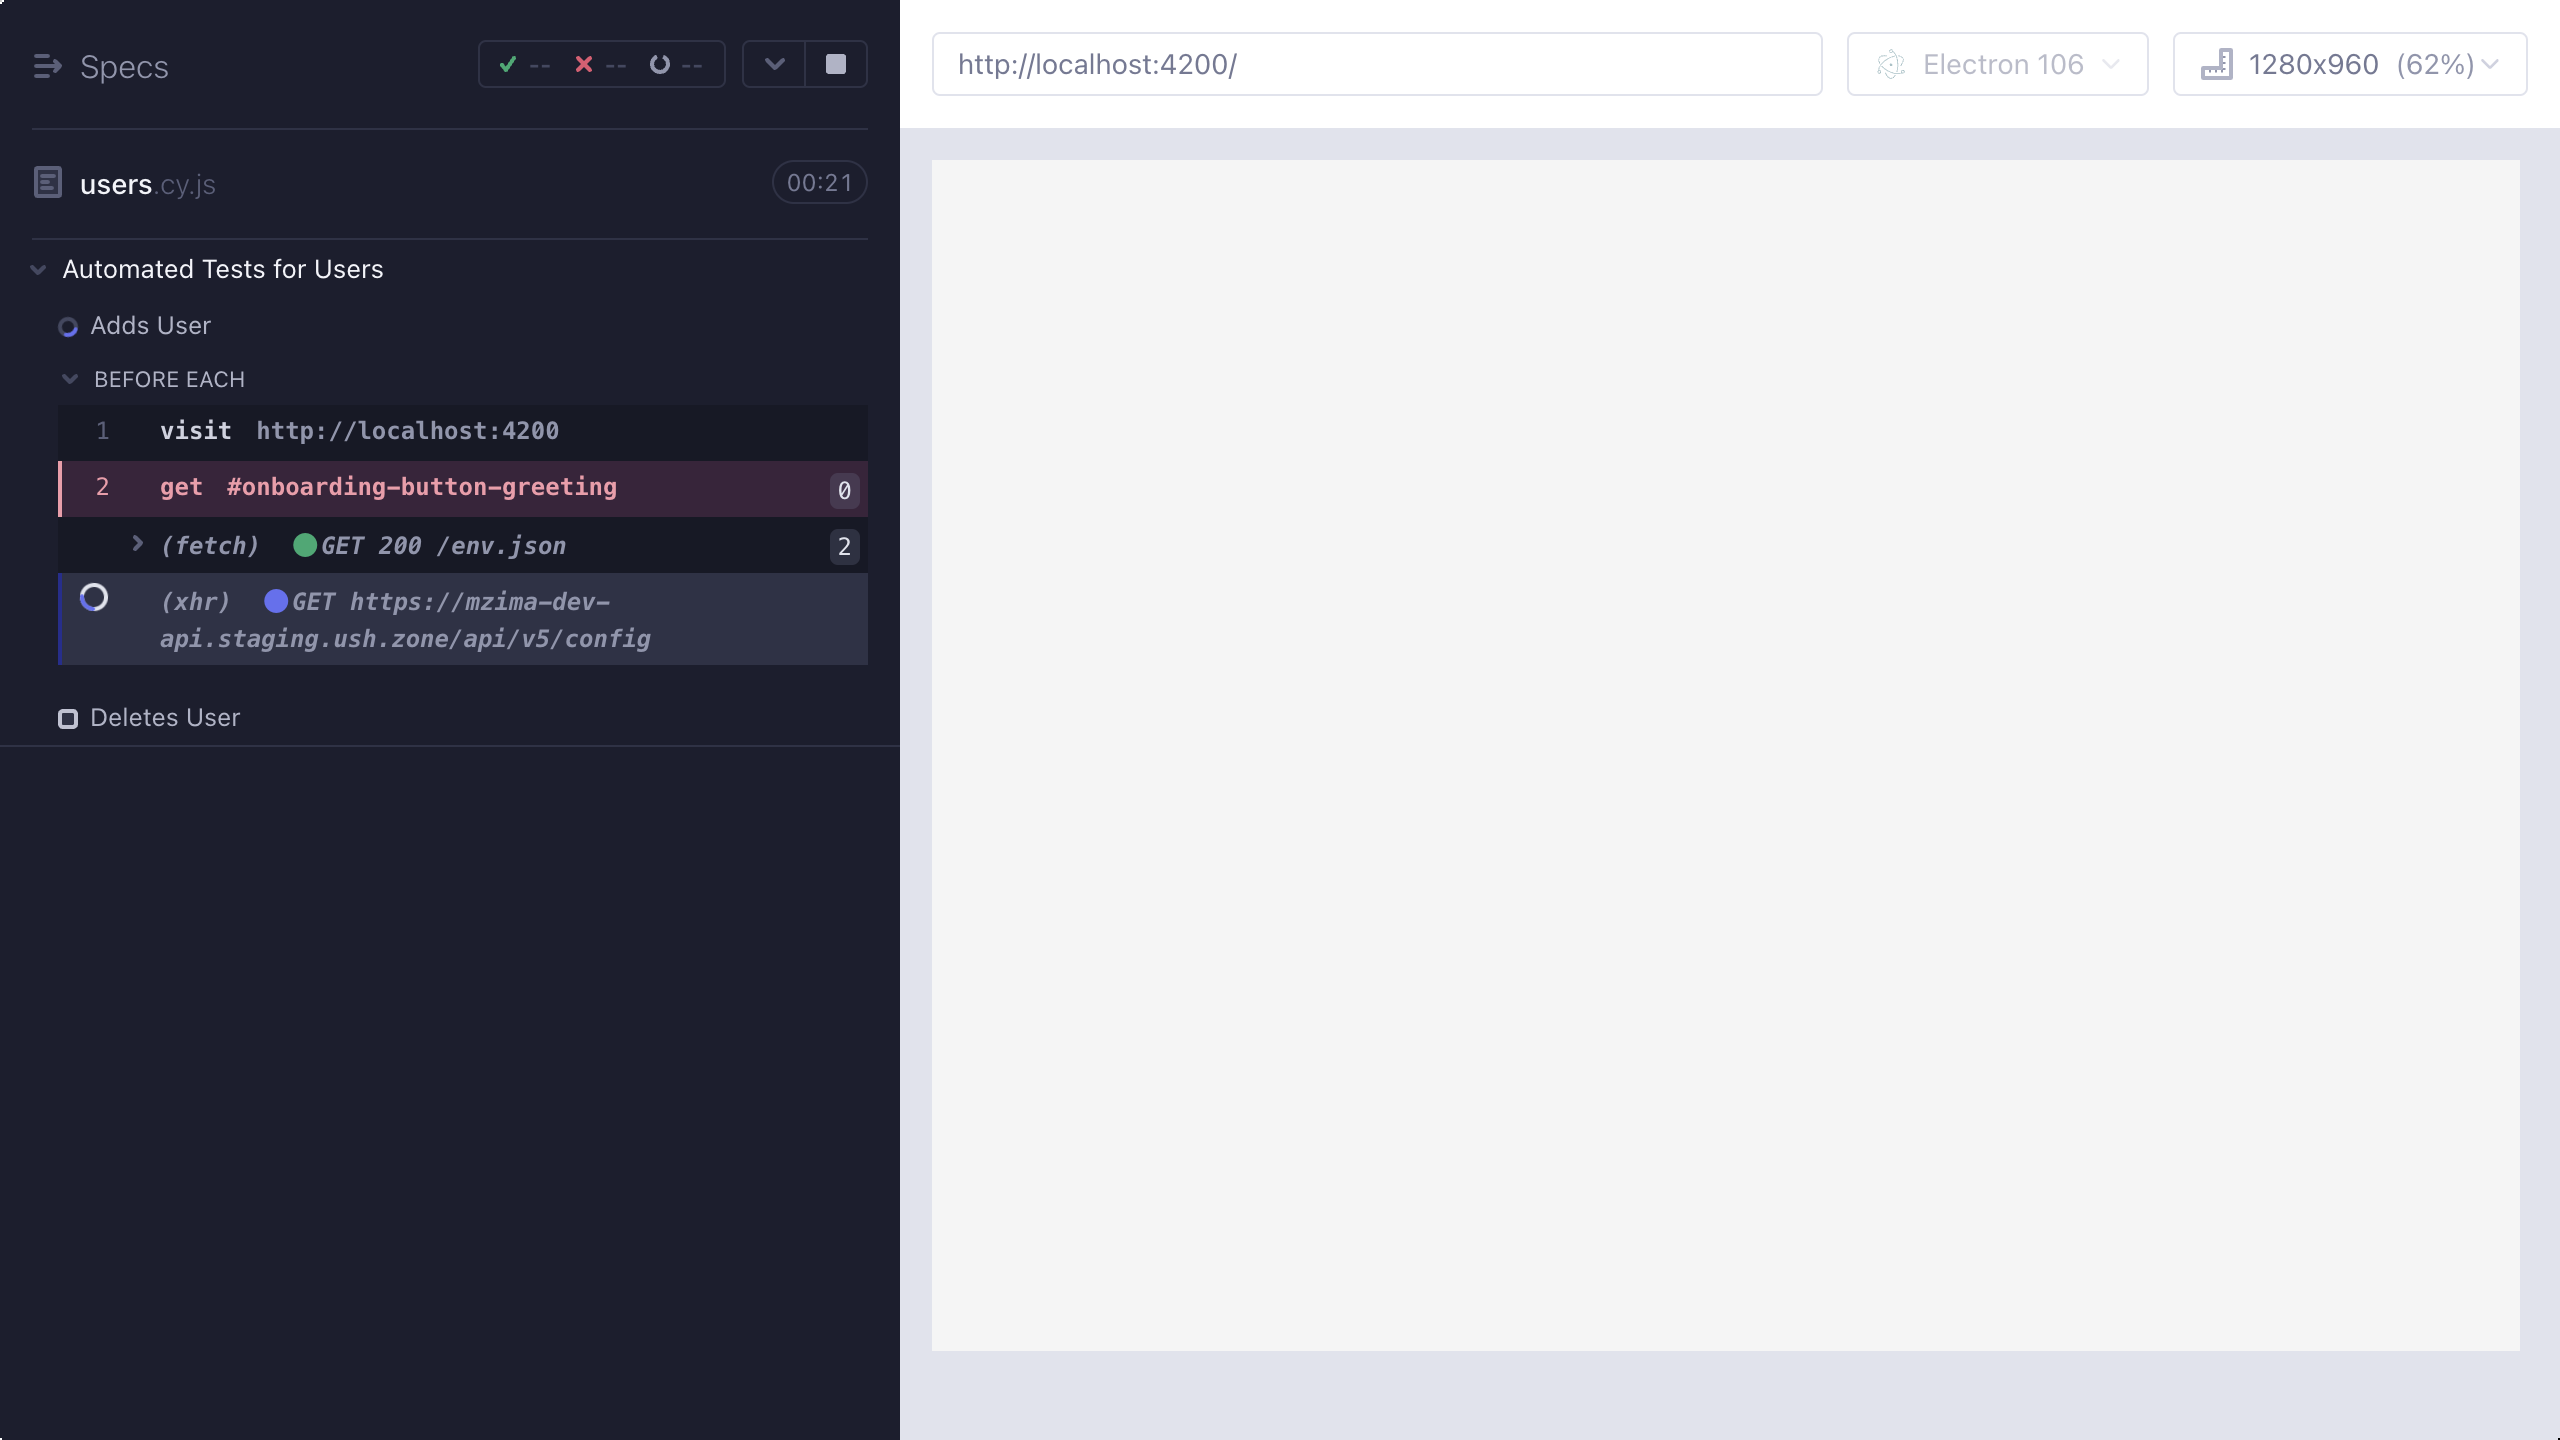 Specs
-- -- --
users.cy.js 00:21
Automated Tests for Users
Adds User
BEFORE EACH
1 visit http://localhost:4200
2 get #onboarding-button-greeting 0
(fetch) GET 200 /env.json 2
(xhr) GET https://mzima-dev-
api.staging.ush.zone/api/v5/config
Deletes User
http://localhost:4200/
Electron 106
1280x960 (62%)